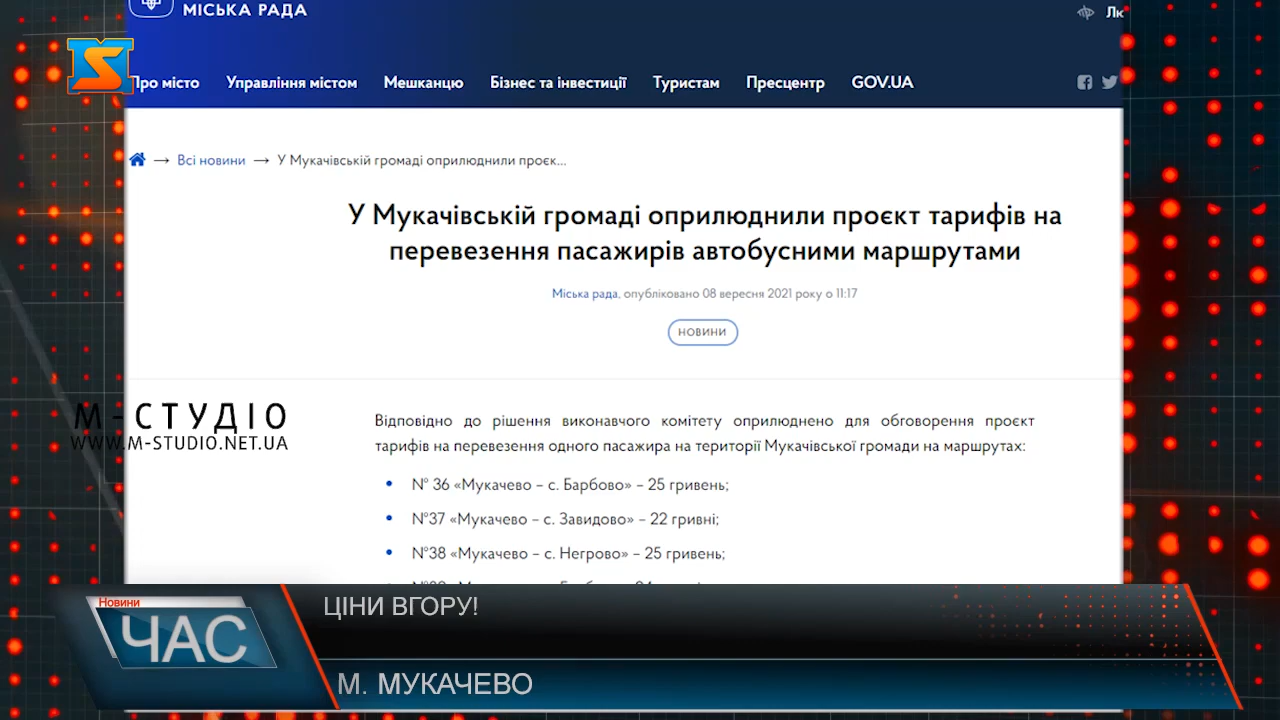 МІСЬКА РАДА
Лю
Про місто Управління містом Мешканцю Бізнес та інвестиції Туристам Пресцентр GOV.UA
→ Всі новини → У Мукачівській громаді оприлюднили проєк...
У Мукачівській громаді оприлюднили проєкт тарифів на
перевезення пасажирів автобусними маршрутами
Міська рада, опубліковано 08 вересня 2021 року о 11:17
НОВИНИ
М-СТУДІО
WWW.M-STUDIO.NET.UA
Відповідно до рішення виконавчого комітету оприлюднено для обговорення проєкт
тарифів на перевезення одного пасажира на території Мукачівської громади на маршрутах:
• № 36 «Мукачево – с. Барбово» – 25 гривень;
• №37 «Мукачево – с. Завидово» – 22 гривні;
• №38 «Мукачево – с. Негрово» – 25 гривень;
Новини
ЧАС
ЦІНИ ВГОРУ!
М. МУКАЧЕВО